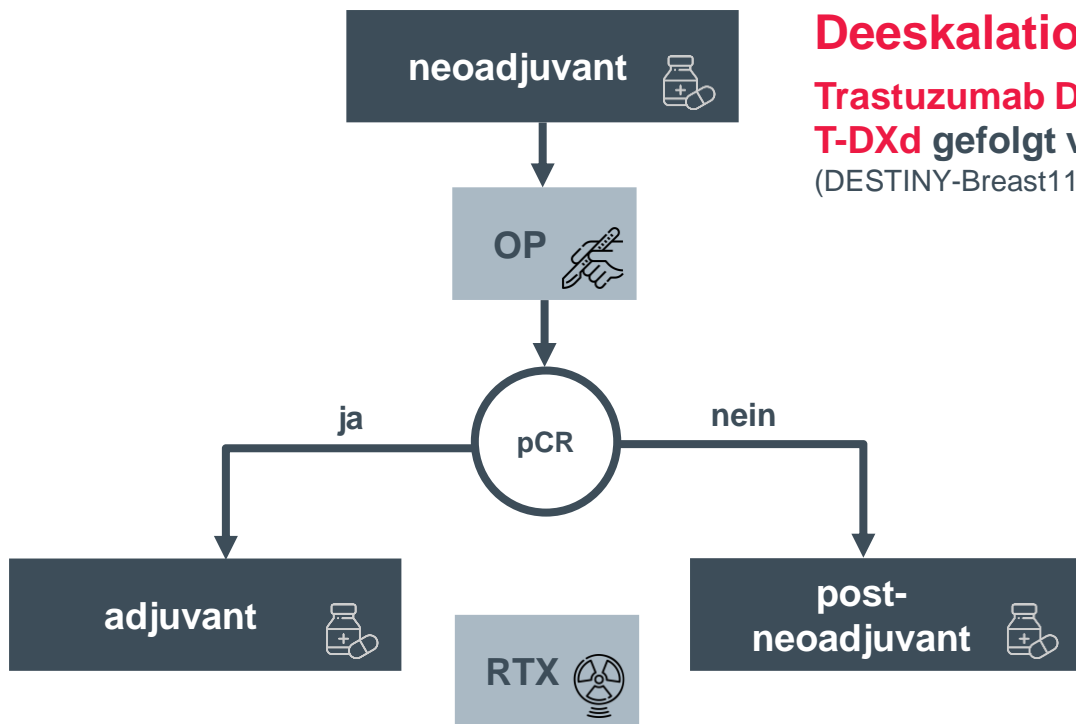 neoadjuvant
Deeskalatio
Trastuzumab D
T-DXd gefolgt v
(DESTINY-Breast11
OP
ja
nein
pCR
adjuvant
post-
neoadjuvant
RTX